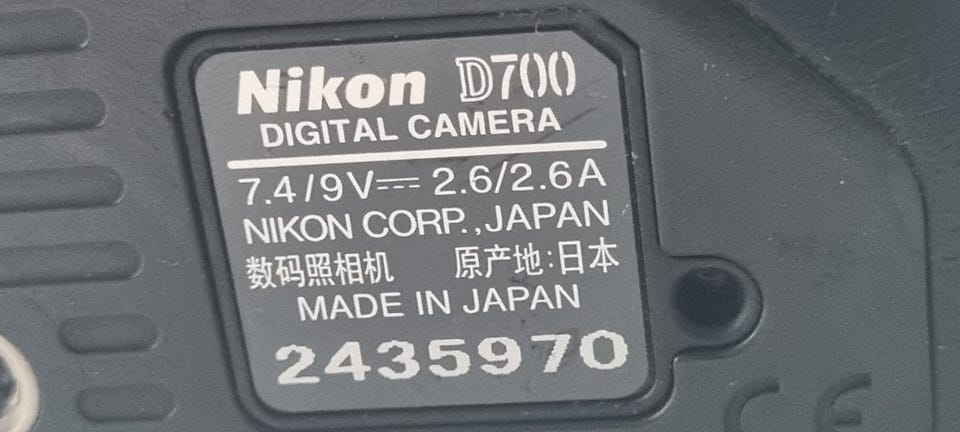 Nikon D700
DIGITAL CAMERA
7.4/9V⎓ 2.6/2.6A
NIKON CORP.,JAPAN
数码照相机 原产地:日本
MADE IN JAPAN
2435970
CE